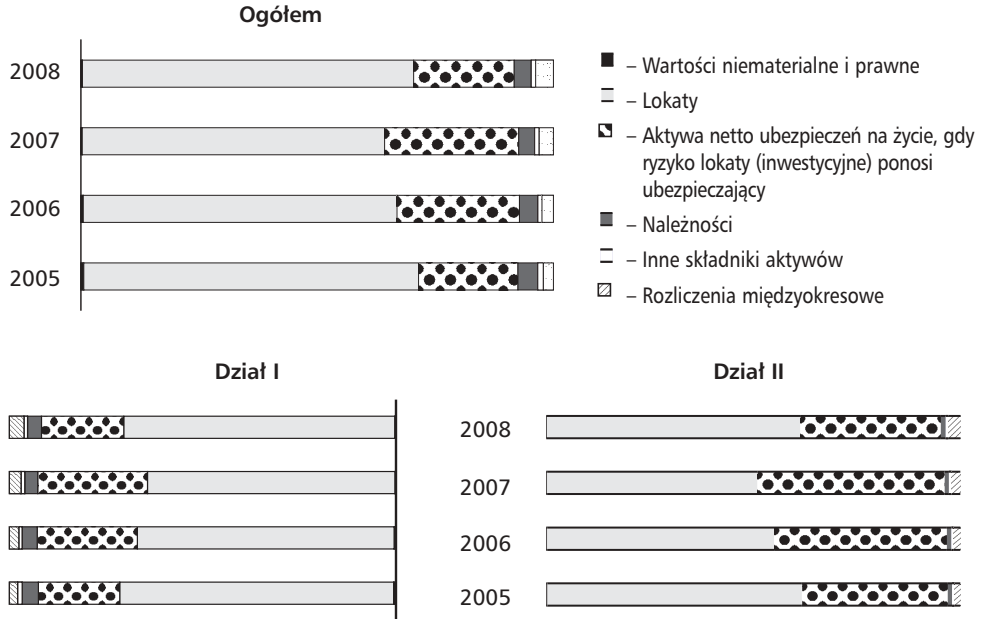 Ogółem
2008
2007
2006
2005
– Wartości niematerialne i prawne
– Lokaty
– Aktywa netto ubezpieczeń na życie, gdy
ryzyko lokaty (inwestycyjne) ponosi
ubezpieczający
– Należności
– Inne składniki aktywów
– Rozliczenia międzyokresowe
Dział I
Dział II
2008
2007
2006
2005